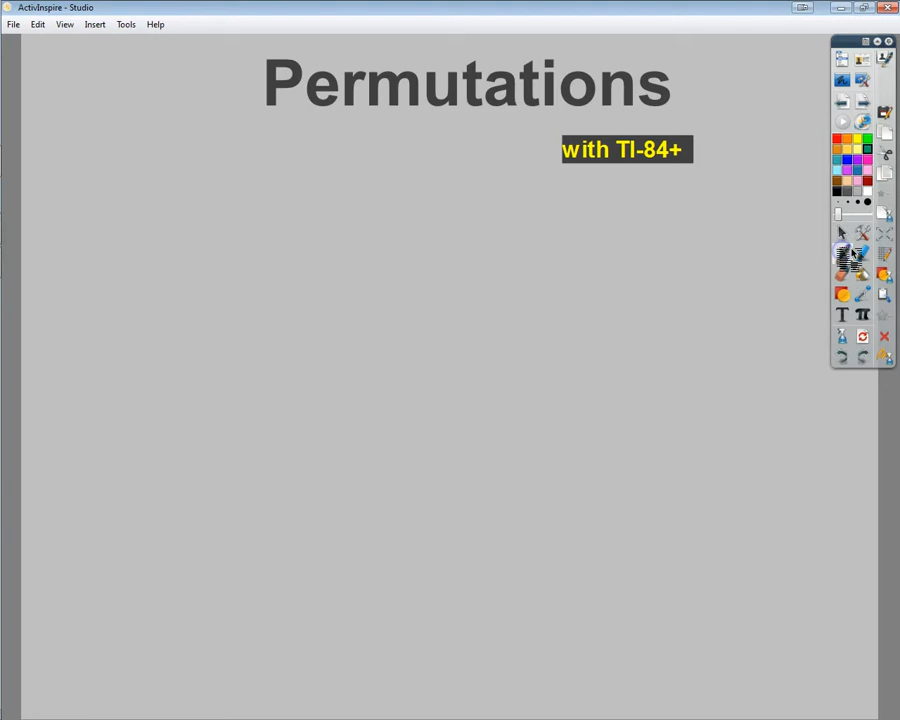 ActivInspire - Studio
File Edit View Insert Tools Help
Permutations
with TI-84+
T π